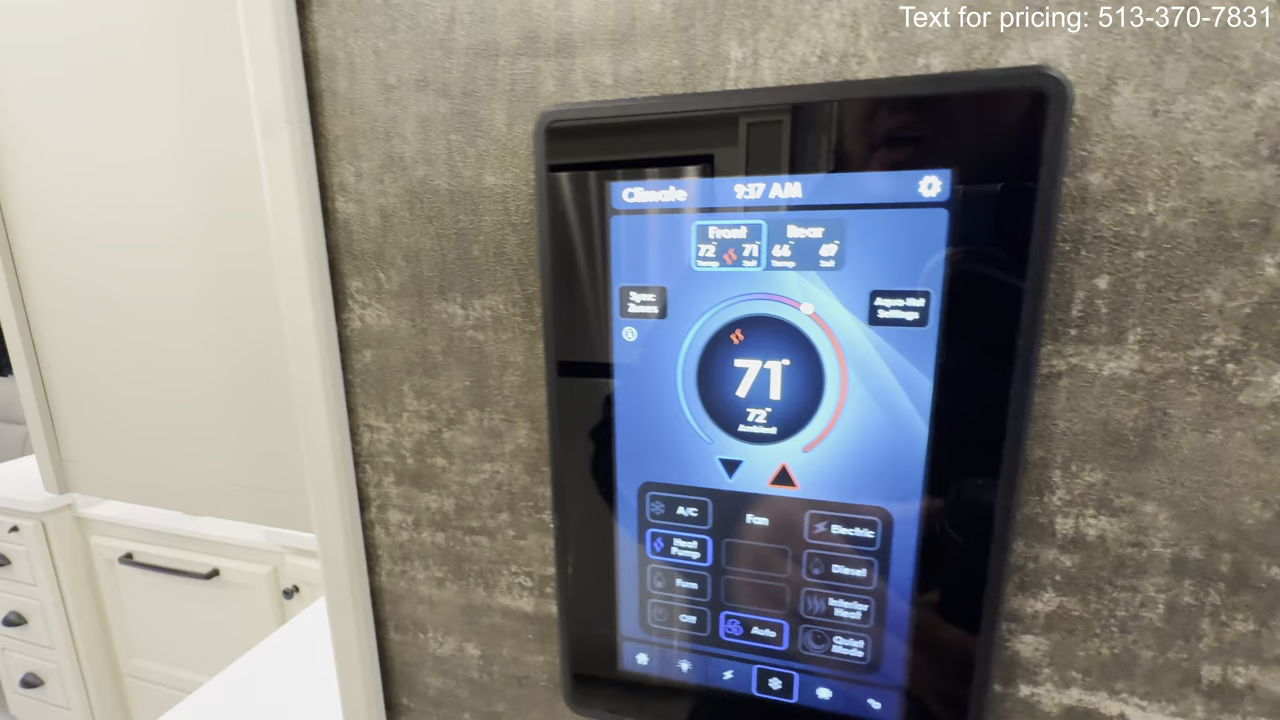 Text for pricing: 513-370-7831
Climate 9:17 AM
Front Rear
72° 71° 66° 69°
Temp Set Temp Set
Sync Zones
Aqua-Hot Settings
71°
72°
Ambient
A/C Fan Electric
Heat Pump Diesel
Furn Interior Heat
Off Auto Quiet Mode